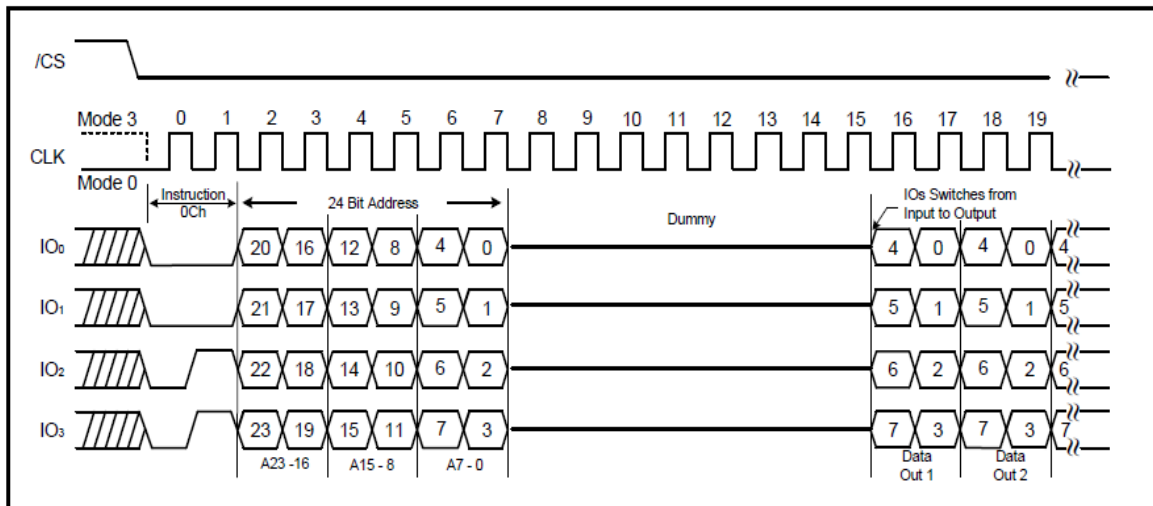 /CS
Mode 3 0 1 2 3 4 5 6 7 8 9 10 11 12 13 14 15 16 17 18 19
CLK
Mode 0
Instruction
0Ch
24 Bit Address
Dummy
IOs Switches from
Input to Output
IO0 20 16 12 8 4 0 4 0 4 0 4
IO1 21 17 13 9 5 1 5 1 5 1 5
IO2 22 18 14 10 6 2 6 2 6 2 6
IO3 23 19 15 11 7 3 7 3 7 3 7
A23 -16 A15 - 8 A7 - 0
Data
Out 1
Data
Out 2